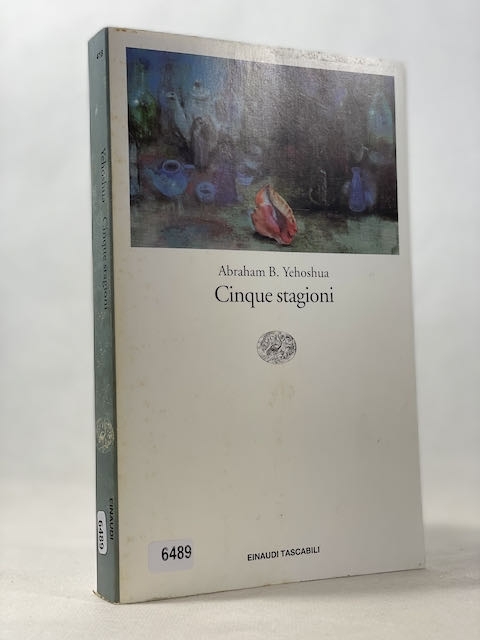 Abraham B. Yehoshua
Cinque stagioni
6489
EINAUDI TASCABILI
Yehoshua Cinque stagioni
EINAUDI
6489